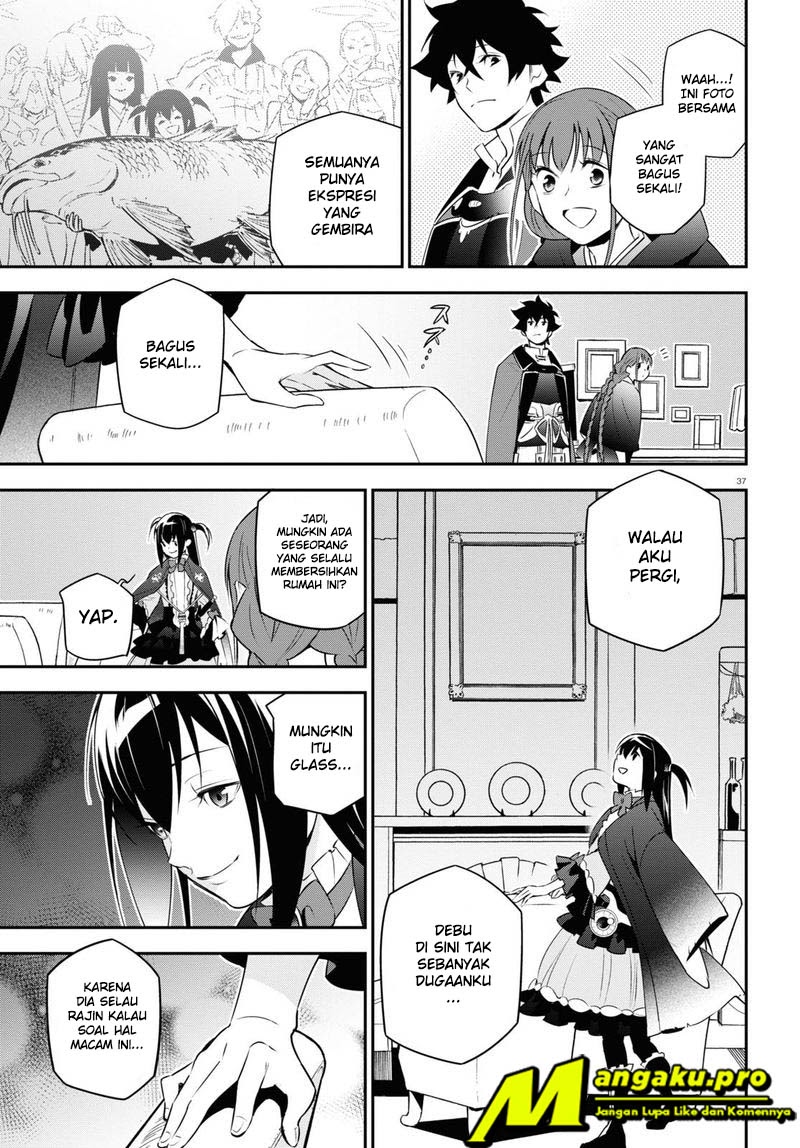 WAAH...!
INI FOTO
BERSAMA
YANG
SANGAT
BAGUS
SEKALI!
SEMUANYA
PUNYA
EKSPRESI
YANG
GEMBIRA
BAGUS
SEKALI...
37
WALAU
AKU
PERGI,
DEBU
DI SINI TAK
SEBANYAK
DUGAANKU
...
JADI,
MUNGKIN ADA
SESEORANG
YANG SELALU
MEMBERSIHKAN
RUMAH INI?
YAP.
MUNGKIN
ITU
GLASS...
KARENA
DIA SELAU
RAJIN KALAU
SOAL HAL
MACAM INI...
Mangaku.pro
Jangan Lupa Like dan Komennya